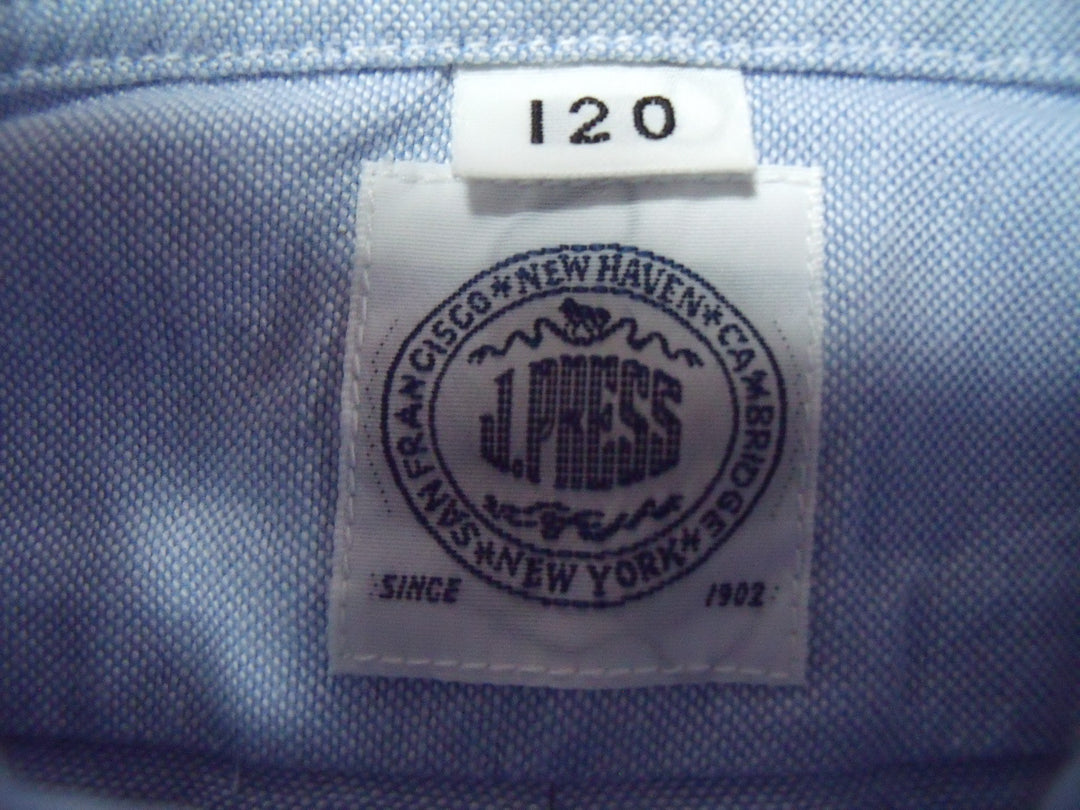 120
SAN FRANCISCO * NEW HAVEN * CAMBRIDGE * NEW YORK *
J.PRESS
SINCE 1902